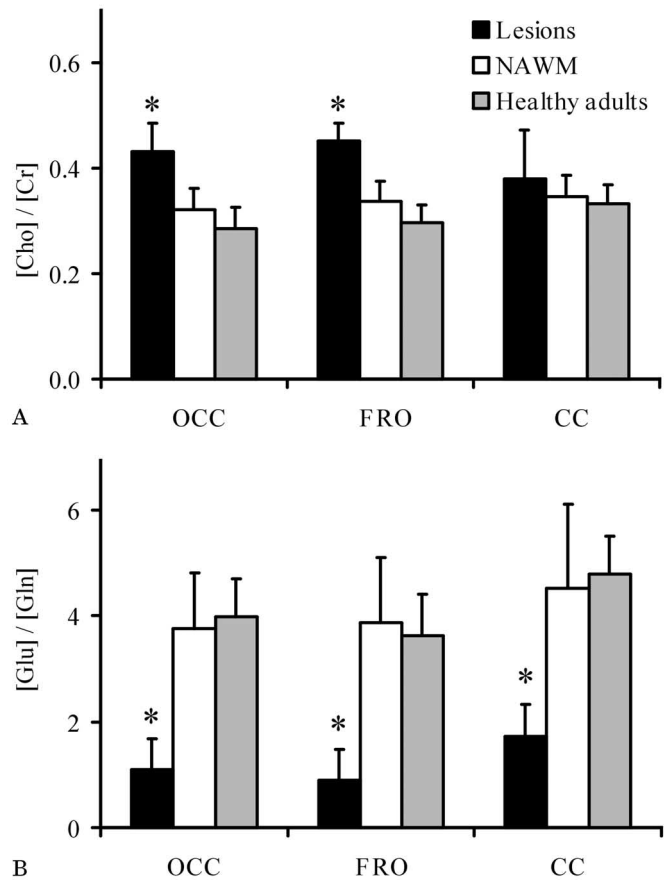 Lesions
NAWM
Healthy adults
[Cho] / [Cr]
0.6
0.4
0.2
0.0
*
*
A
OCC FRO CC
[Glu] / [Gln]
6
4
2
0
*
*
*
B
OCC FRO CC